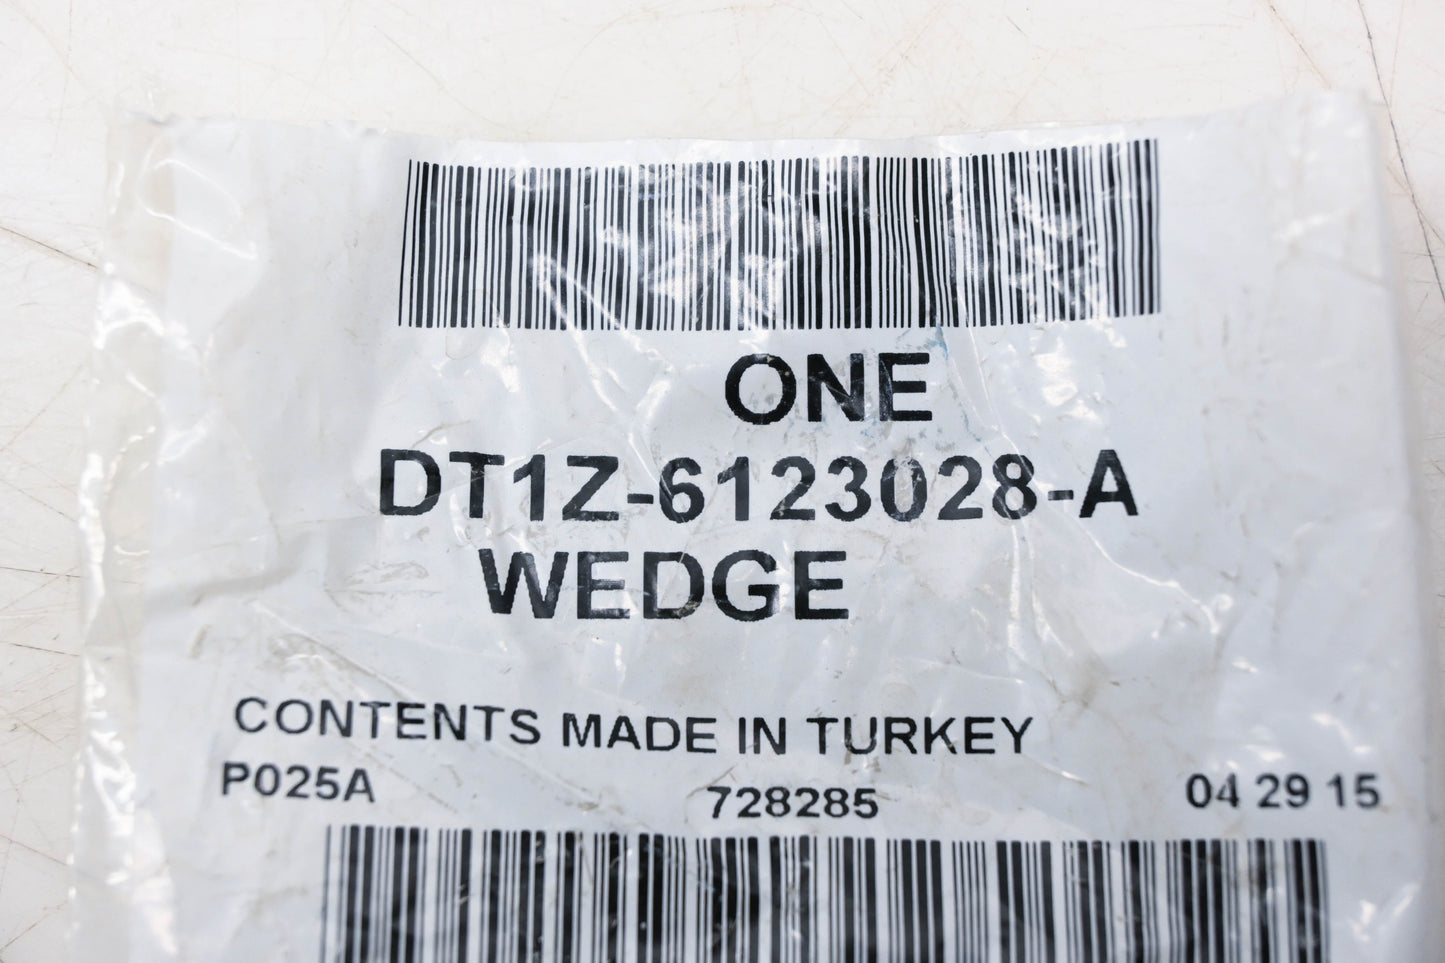 ONE
DT1Z-6123028-A
WEDGE
CONTENTS MADE IN TURKEY
P025A 728285 04 29 15